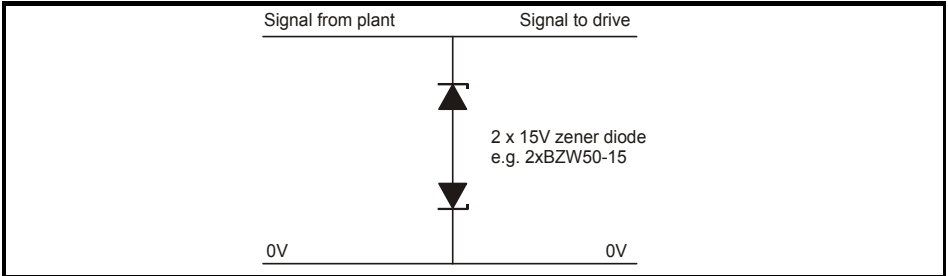 Signal from plant
Signal to drive
2 x 15V zener diode
e.g. 2xBZW50-15
0V
0V